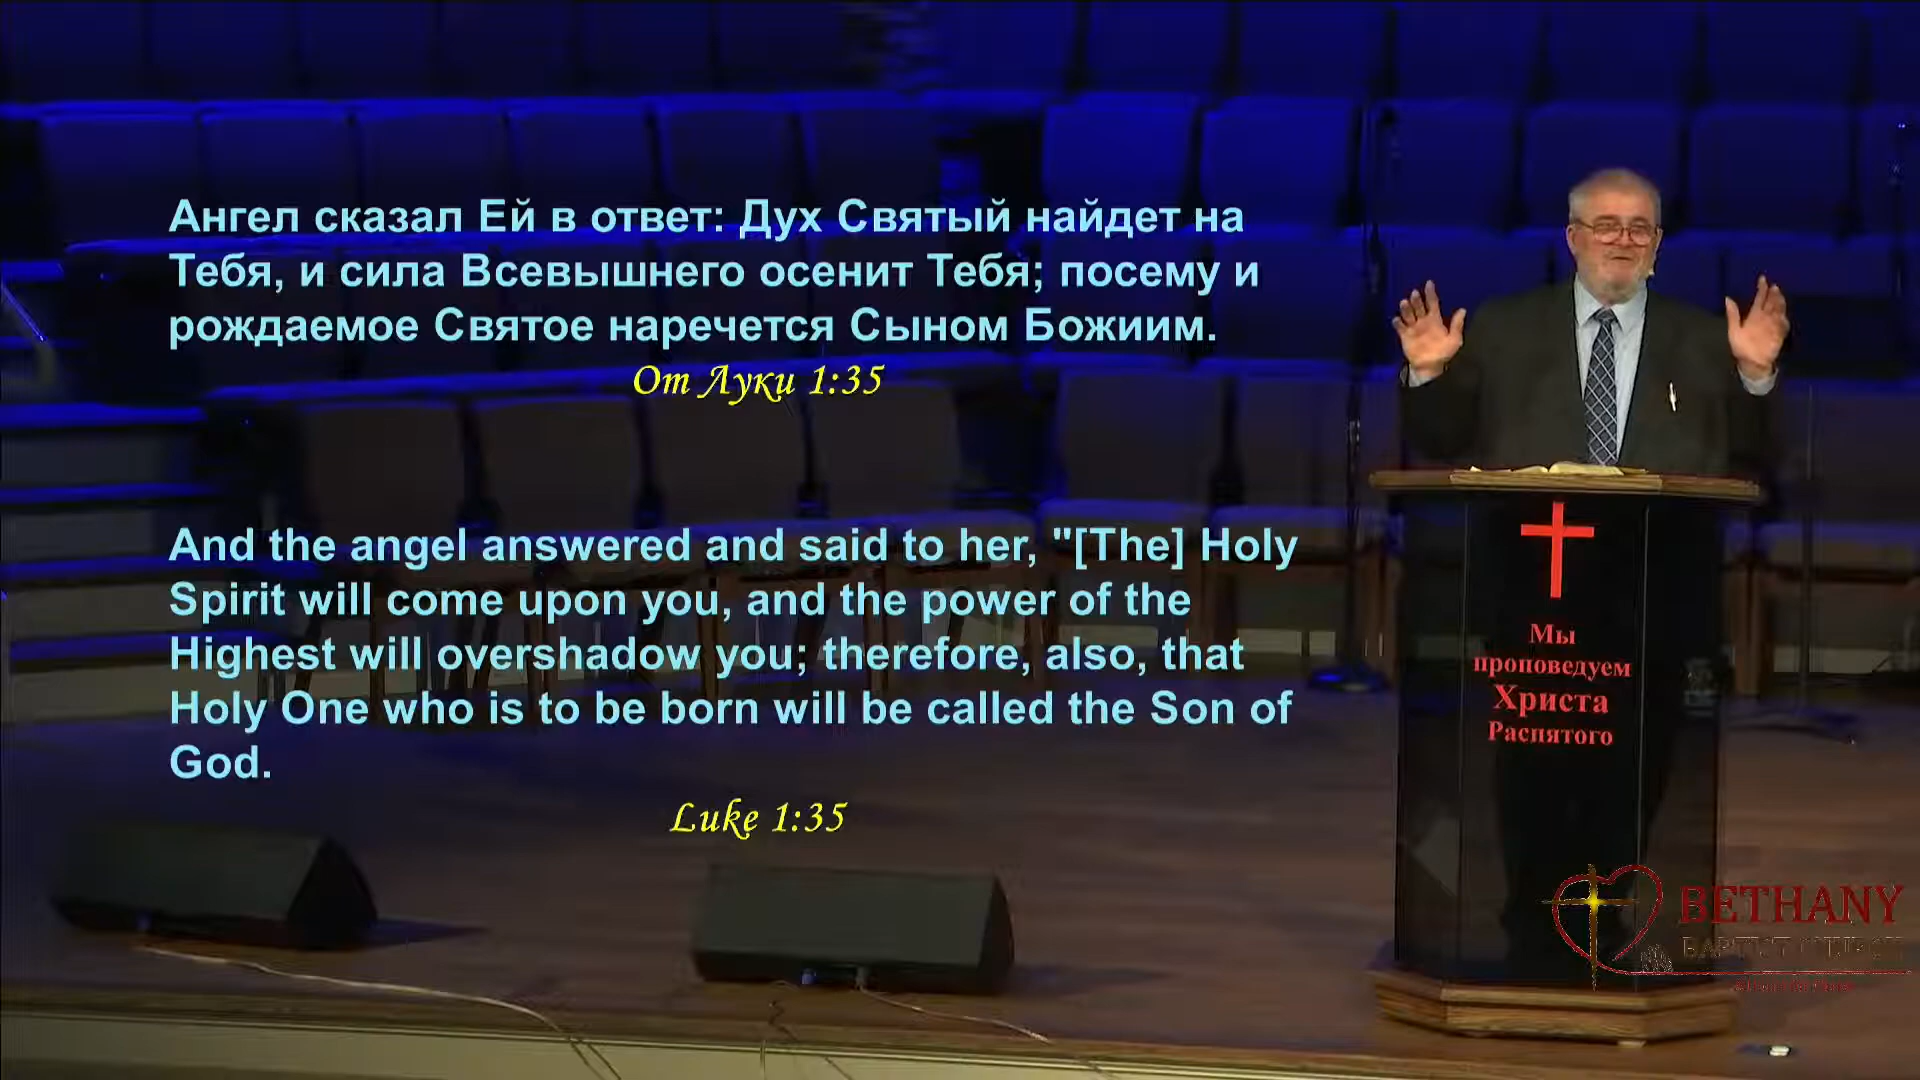 Ангел сказал Ей в ответ: Дух Святый найдет на
Тебя, и сила Всевышнего осенит Тебя; посему и
рождаемое Святое наречется Сыном Божиим.
От Луки 1:35
And the angel answered and said to her, "[The] Holy
Spirit will come upon you, and the power of the
Highest will overshadow you; therefore, also, that
Holy One who is to be born will be called the Son of
God.
Luke 1:35
Мы
проповедуем
Христа
Распятого
BETHANY
BAPTIST CHURCH